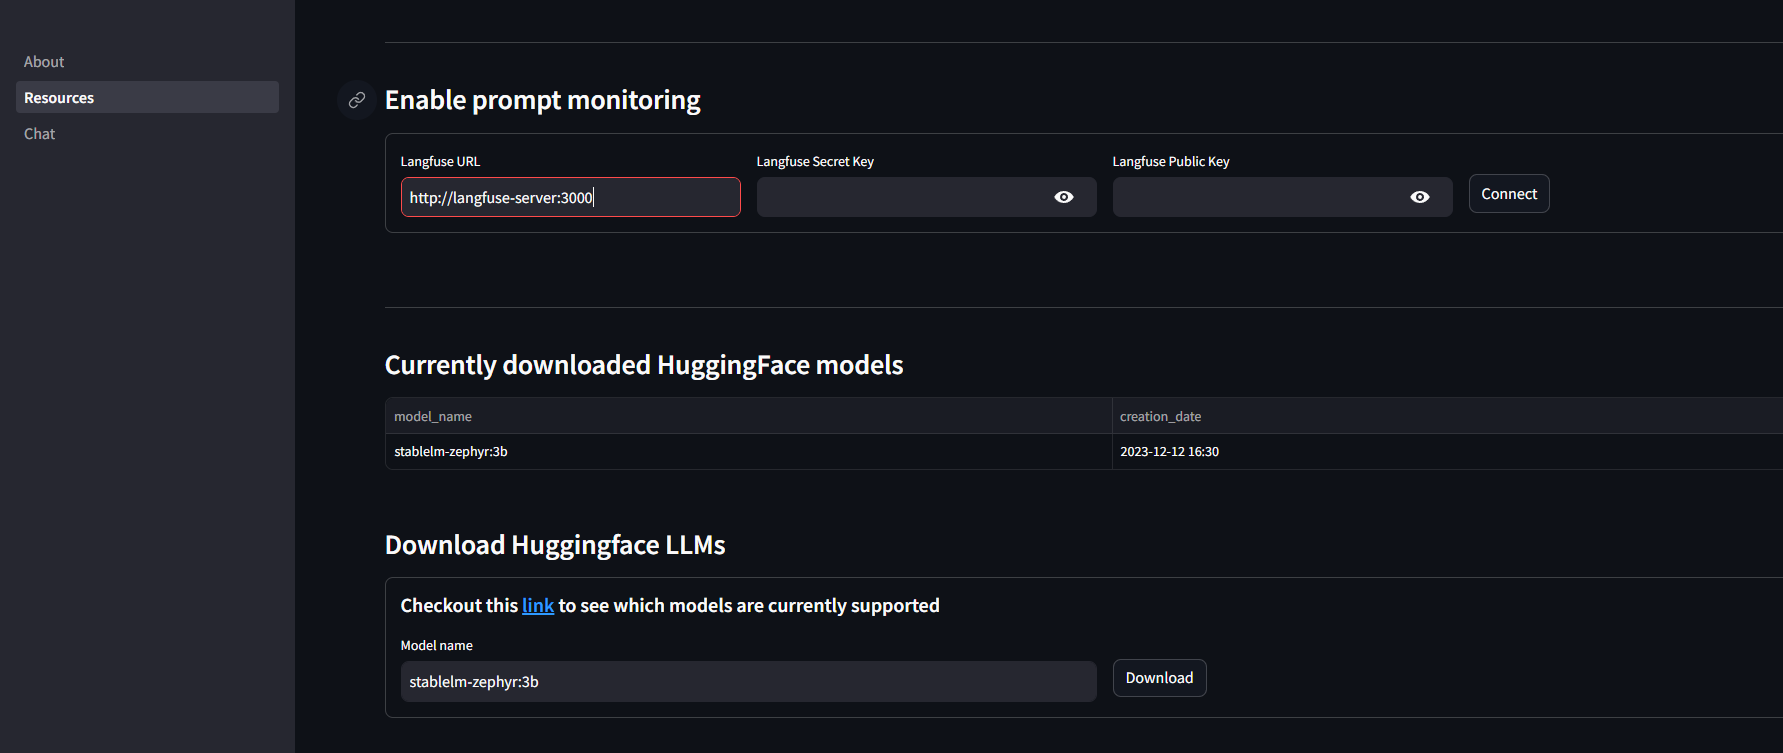 About
Resources
Chat
Enable prompt monitoring
Langfuse URL
Langfuse Secret Key
Langfuse Public Key
http://langfuse-server:3000
Connect
Currently downloaded HuggingFace models
model_name
creation_date
stablelm-zephyr:3b
2023-12-12 16:30
Download Huggingface LLMs
Checkout this link to see which models are currently supported
Model name
stablelm-zephyr:3b
Download